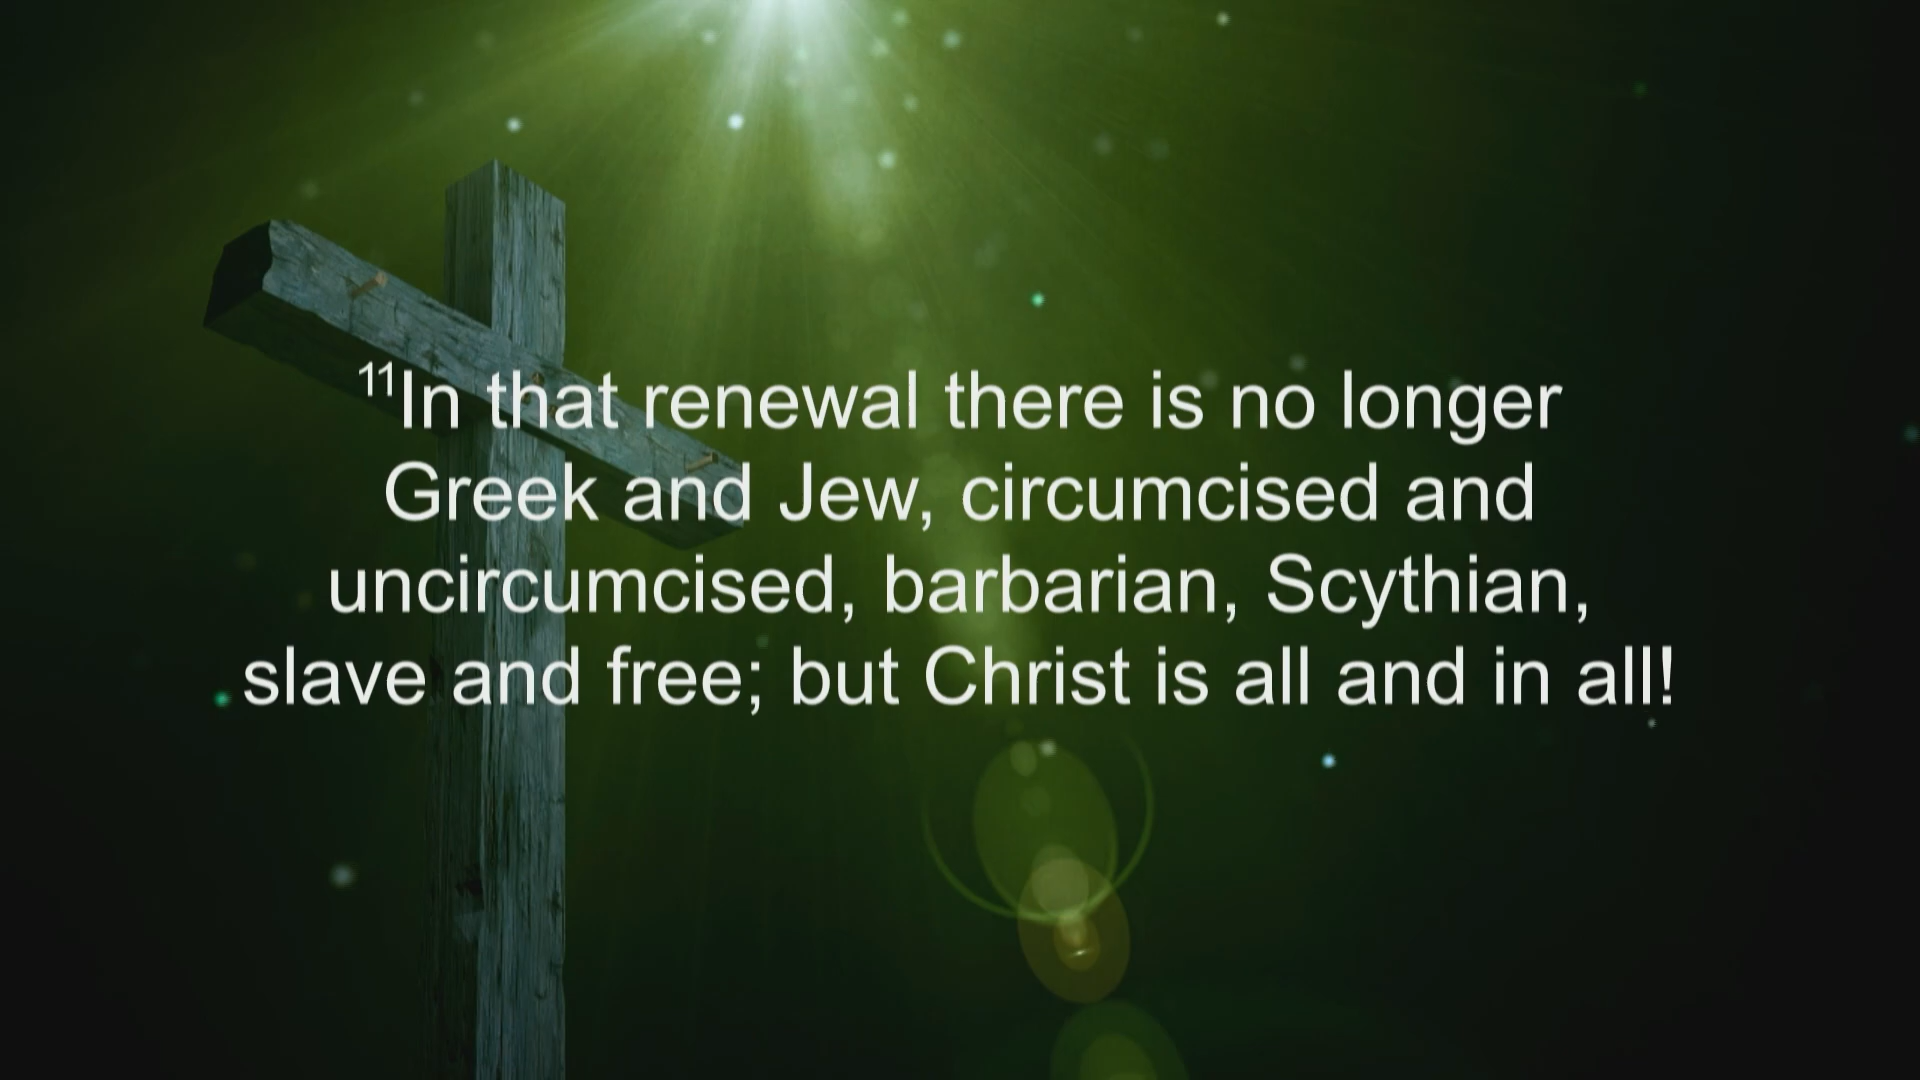 ¹¹In that renewal there is no longer
Greek and Jew, circumcised and
uncircumcised, barbarian, Scythian,
slave and free; but Christ is all and in all!